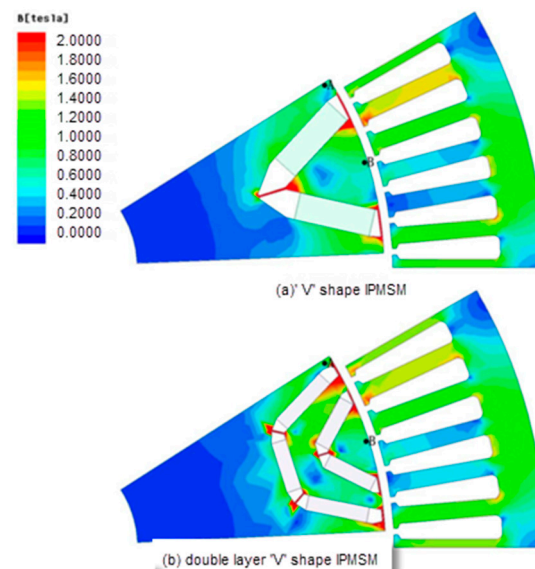 B[tesla]
2.0000
1.8000
1.6000
1.4000
1.2000
1.0000
0.8000
0.6000
0.4000
0.2000
0.0000
A
B
(a)' V' shape IPMSM
A
B
(b) double layer "V" shape IPMSM